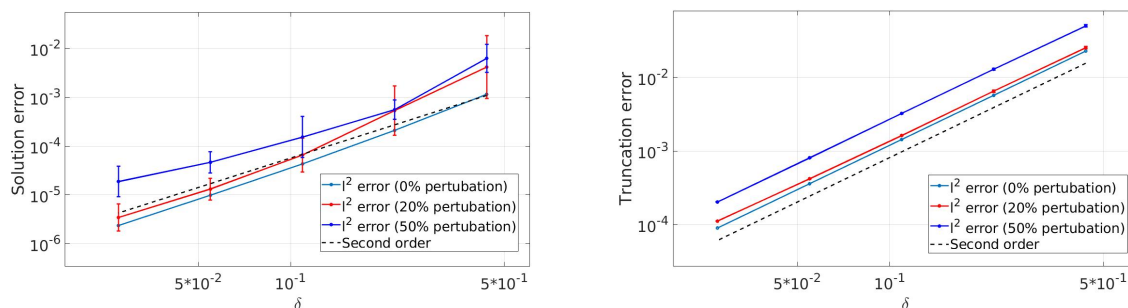 Solution error
10^-2
10^-3
10^-4
10^-5
10^-6
5*10^-2
10^-1
5*10^-1
δ
l^2 error (0% pertubation)
l^2 error (20% pertubation)
l^2 error (50% pertubation)
Second order
Truncation error
10^-2
10^-3
10^-4
5*10^-2
10^-1
5*10^-1
δ
l^2 error (0% pertubation)
l^2 error (20% pertubation)
l^2 error (50% pertubation)
Second order